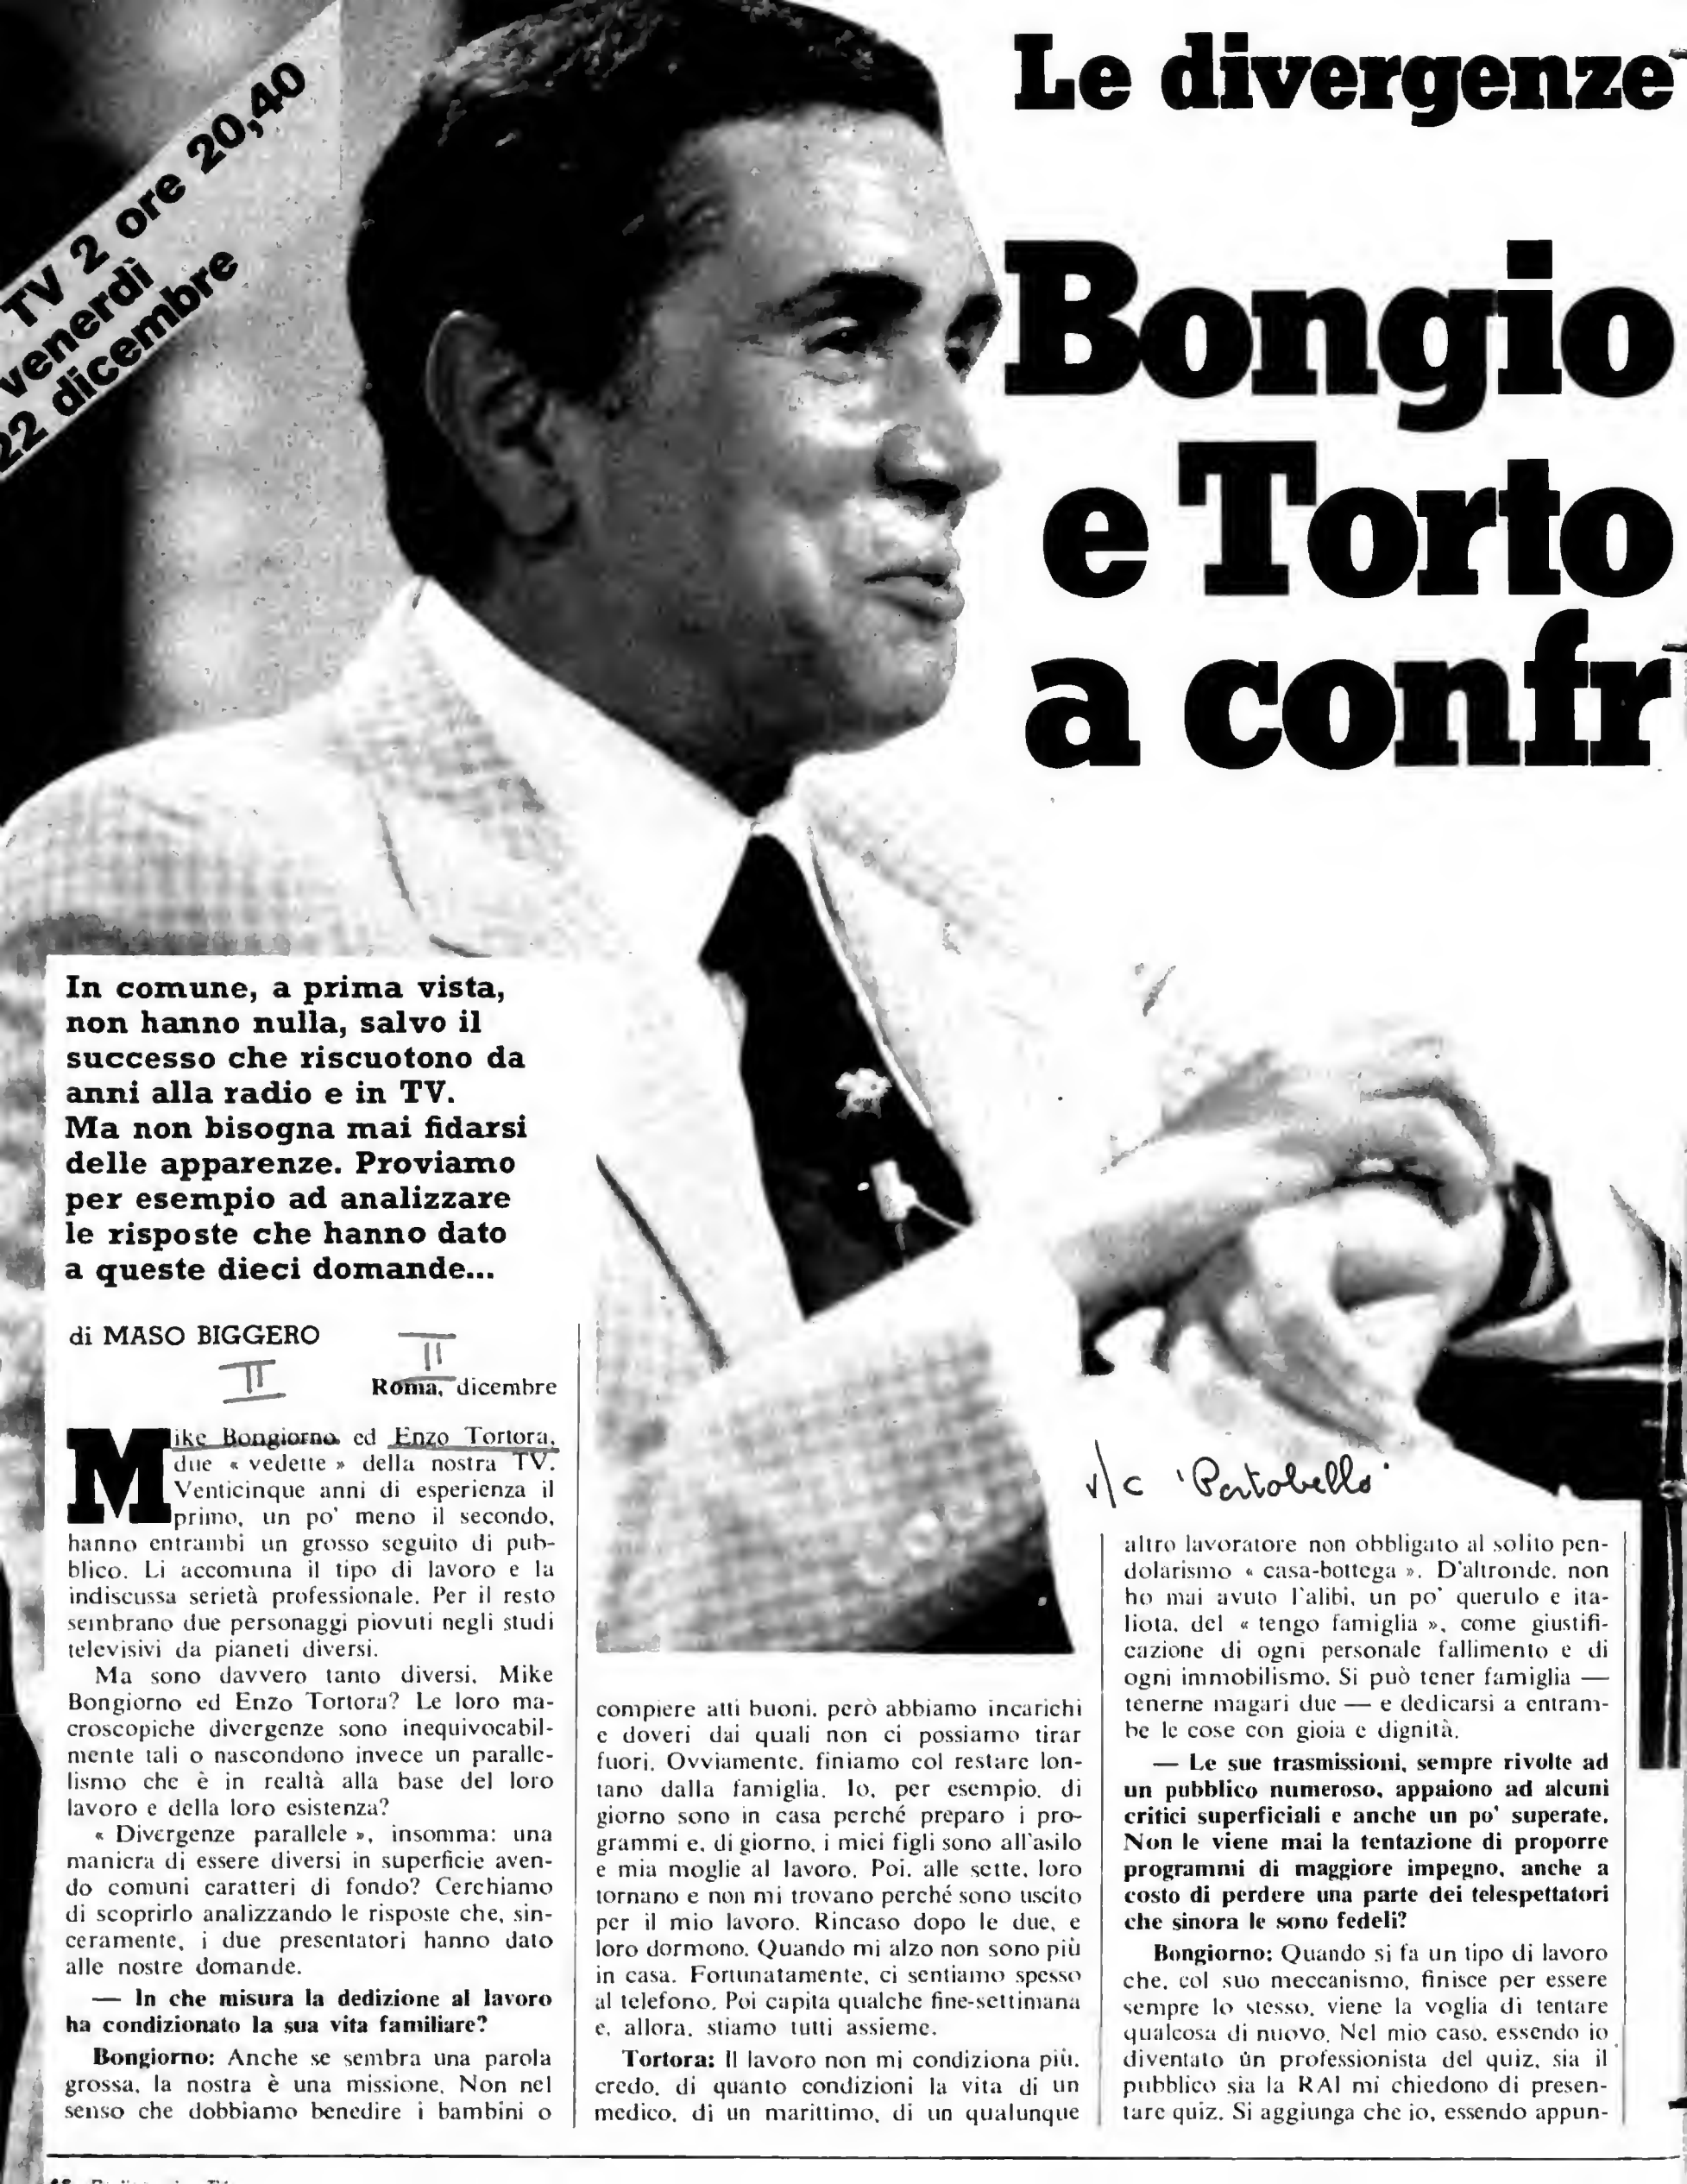 TV 2 ore 20,40
venerdì
22 dicembre
Le divergenze
Bongio
e Torto
a confr
In comune, a prima vista,
non hanno nulla, salvo il
successo che riscuotono da
anni alla radio e in TV.
Ma non bisogna mai fidarsi
delle apparenze. Proviamo
per esempio ad analizzare
le risposte che hanno dato
a queste dieci domande...
di MASO BIGGERO
II
II
Roma, dicembre
Mike Bongiorno ed Enzo Tortora,
due « vedette » della nostra TV.
Venticinque anni di esperienza il
primo, un po' meno il secondo,
hanno entrambi un grosso seguito di pub-
blico. Li accomuna il tipo di lavoro e la
indiscussa serietà professionale. Per il resto
sembrano due personaggi piovuti negli studi
televisivi da pianeti diversi.
Ma sono davvero tanto diversi, Mike
Bongiorno ed Enzo Tortora? Le loro ma-
croscopiche divergenze sono inequivocabil-
mente tali o nascondono invece un paralle-
lismo che è in realtà alla base del loro
lavoro e della loro esistenza?
« Divergenze parallele », insomma: una
maniera di essere diversi in superficie aven-
do comuni caratteri di fondo? Cerchiamo
di scoprirlo analizzando le risposte che, sin-
ceramente, i due presentatori hanno dato
alle nostre domande.
— In che misura la dedizione al lavoro
ha condizionato la sua vita familiare?
Bongiorno: Anche se sembra una parola
grossa, la nostra è una missione. Non nel
senso che dobbiamo benedire i bambini o
compiere atti buoni, però abbiamo incarichi
e doveri dai quali non ci possiamo tirar
fuori. Ovviamente, finiamo col restare lon-
tano dalla famiglia. Io, per esempio, di
giorno sono in casa perché preparo i pro-
grammi e, di giorno, i miei figli sono all'asilo
e mia moglie al lavoro. Poi, alle sette, loro
tornano e non mi trovano perché sono uscito
per il mio lavoro. Rincaso dopo le due, e
loro dormono. Quando mi alzo non sono più
in casa. Fortunatamente, ci sentiamo spesso
al telefono. Poi capita qualche fine-settimana
e, allora, stiamo tutti assieme.
Tortora: Il lavoro non mi condiziona più,
credo, di quanto condizioni la vita di un
medico, di un marittimo, di un qualunque
v/c 'Portobello'
altro lavoratore non obbligato al solito pen-
dolarismo « casa-bottega ». D'altronde, non
ho mai avuto l'alibi, un po' querulo e ita-
liota, del « tengo famiglia », come giustifi-
cazione di ogni personale fallimento e di
ogni immobilismo. Si può tener famiglia —
tenerne magari due — e dedicarsi a entram-
be le cose con gioia e dignità.
— Le sue trasmissioni, sempre rivolte ad
un pubblico numeroso, appaiono ad alcuni
critici superficiali e anche un po' superate.
Non le viene mai la tentazione di proporre
programmi di maggiore impegno, anche a
costo di perdere una parte dei telespettatori
che sinora le sono fedeli?
Bongiorno: Quando si fa un tipo di lavoro
che, col suo meccanismo, finisce per essere
sempre lo stesso, viene la voglia di tentare
qualcosa di nuovo. Nel mio caso, essendo io
diventato un professionista del quiz, sia il
pubblico sia la RAI mi chiedono di presen-
tare quiz. Si aggiunga che io, essendo appun-